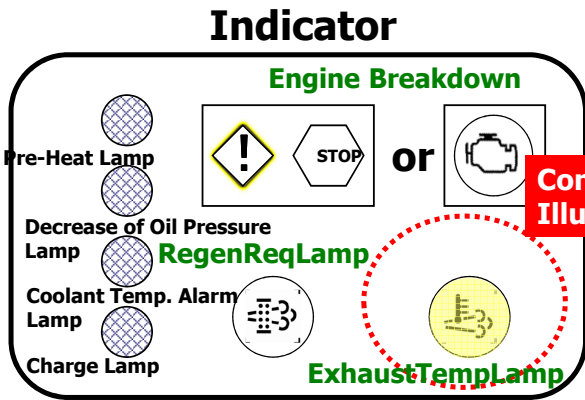 Indicator
Engine Breakdown
!
STOP
or
Pre-Heat Lamp
Decrease of Oil Pressure
Lamp
RegenReqLamp
Coolant Temp. Alarm
Lamp
Charge Lamp
ExhaustTempLamp